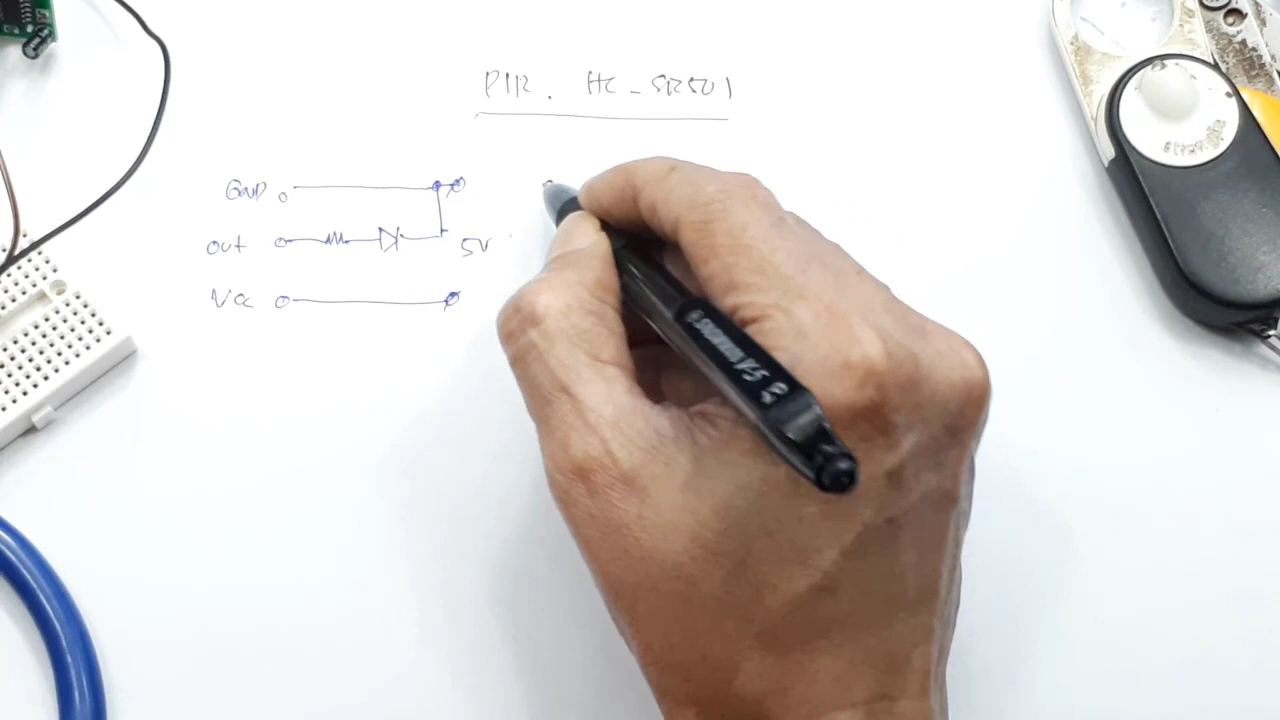 PIR. HC-SR501
GND
out
5V
Vcc